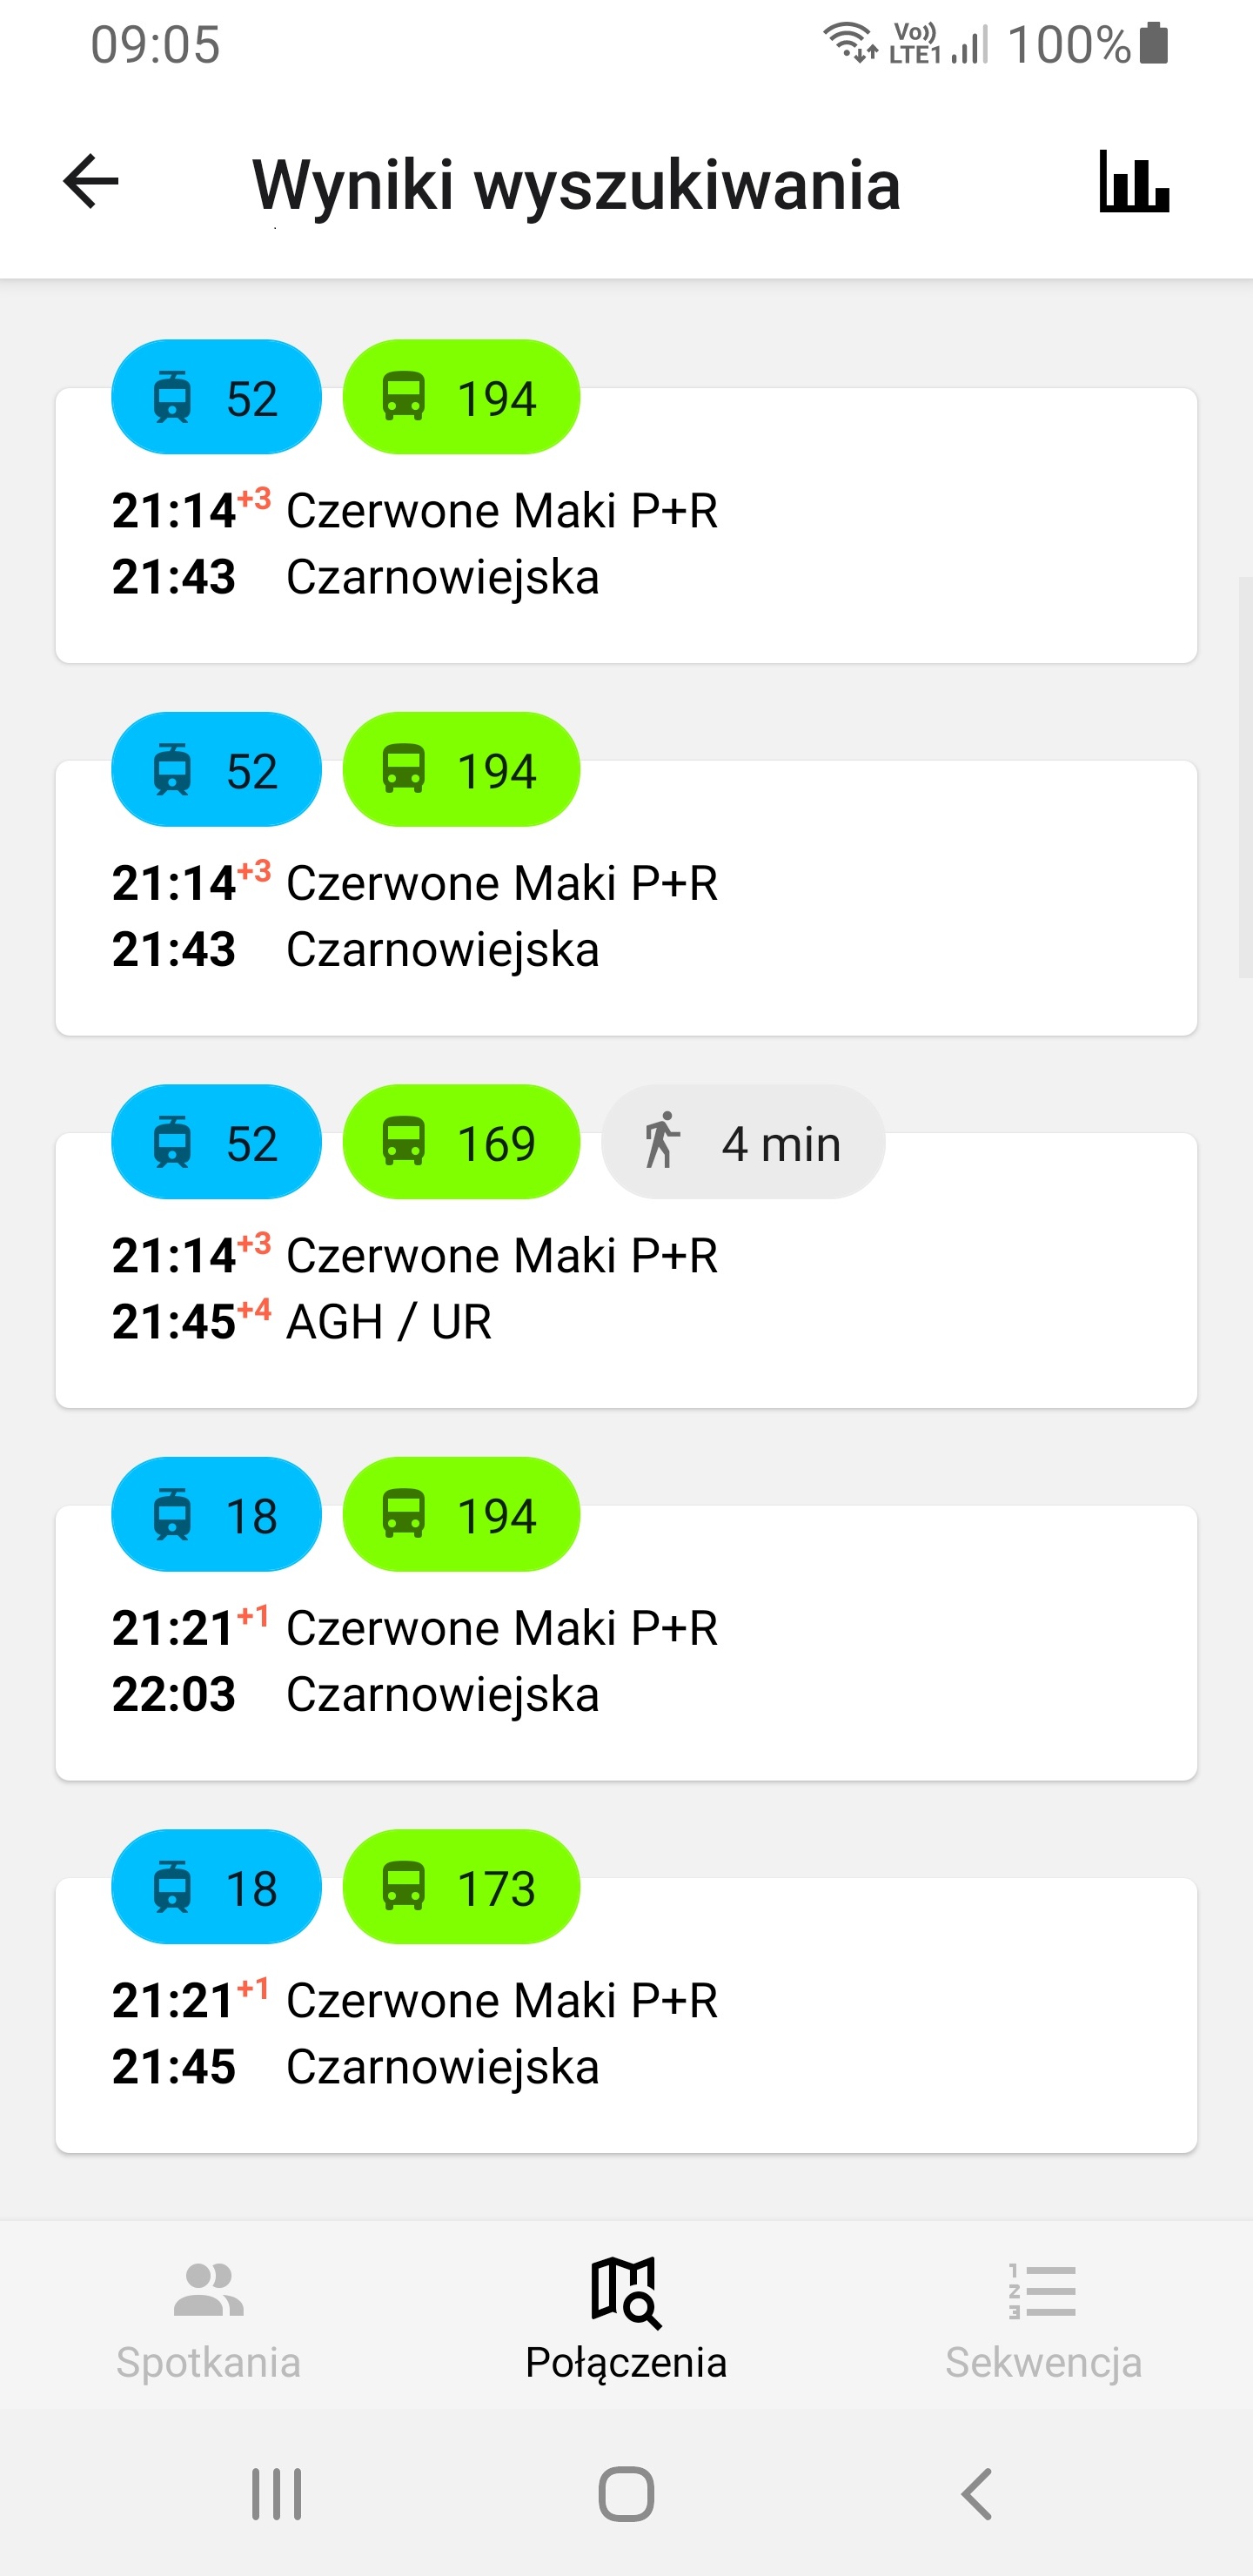 09:05 Vo)) LTE1 100%
Wyniki wyszukiwania
52 194
21:14+3 Czerwone Maki P+R
21:43 Czarnowiejska
52 194
21:14+3 Czerwone Maki P+R
21:43 Czarnowiejska
52 169 4 min
21:14+3 Czerwone Maki P+R
21:45+4 AGH / UR
18 194
21:21+1 Czerwone Maki P+R
22:03 Czarnowiejska
18 173
21:21+1 Czerwone Maki P+R
21:45 Czarnowiejska
Spotkania Połączenia Sekwencja